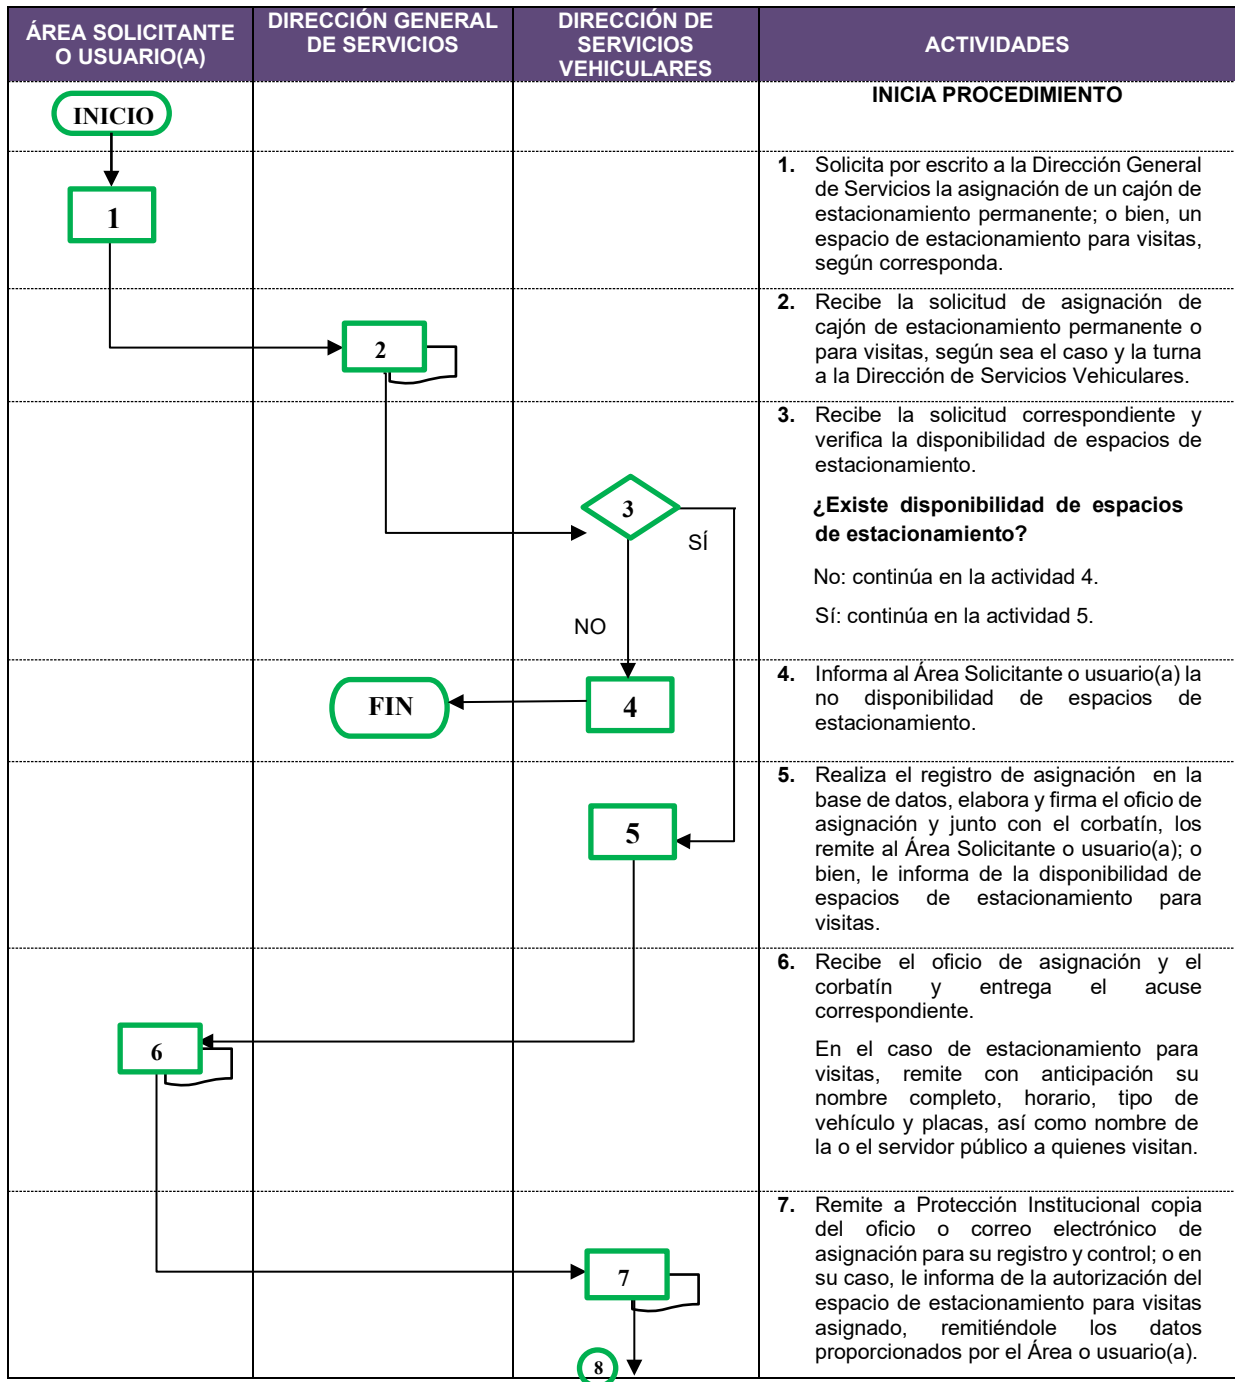 ÁREA SOLICITANTE
O USUARIO(A)
DIRECCIÓN GENERAL
DE SERVICIOS
DIRECCIÓN DE
SERVICIOS
VEHICULARES
ACTIVIDADES
INICIO
INICIA PROCEDIMIENTO
1
1. Solicita por escrito a la Dirección General
de Servicios la asignación de un cajón de
estacionamiento permanente; o bien, un
espacio de estacionamiento para visitas,
según corresponda.
2
2. Recibe la solicitud de asignación de
cajón de estacionamiento permanente o
para visitas, según sea el caso y la turna
a la Dirección de Servicios Vehiculares.
3
SÍ
NO
3. Recibe la solicitud correspondiente y
verifica la disponibilidad de espacios de
estacionamiento.
¿Existe disponibilidad de espacios
de estacionamiento?
No: continúa en la actividad 4.
Sí: continúa en la actividad 5.
FIN
4
4. Informa al Área Solicitante o usuario(a) la
no disponibilidad de espacios de
estacionamiento.
5
5. Realiza el registro de asignación en la
base de datos, elabora y firma el oficio de
asignación y junto con el corbatín, los
remite al Área Solicitante o usuario(a); o
bien, le informa de la disponibilidad de
espacios de estacionamiento para
visitas.
6
6. Recibe el oficio de asignación y el
corbatín y entrega el acuse
correspondiente.
En el caso de estacionamiento para
visitas, remite con anticipación su
nombre completo, horario, tipo de
vehículo y placas, así como nombre de
la o el servidor público a quienes visitan.
7
7. Remite a Protección Institucional copia
del oficio o correo electrónico de
asignación para su registro y control; o en
su caso, le informa de la autorización del
espacio de estacionamiento para visitas
asignado, remitiéndole los datos
proporcionados por el Área o usuario(a).
8